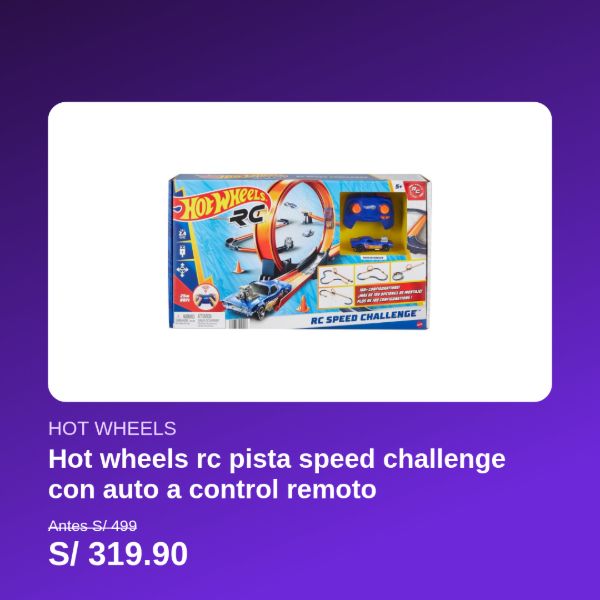 HOT WHEELS
RC
5+
RC SPEED CHALLENGE
HOT WHEELS
Hot wheels rc pista speed challenge
con auto a control remoto
Antes S/ 499
S/ 319.90